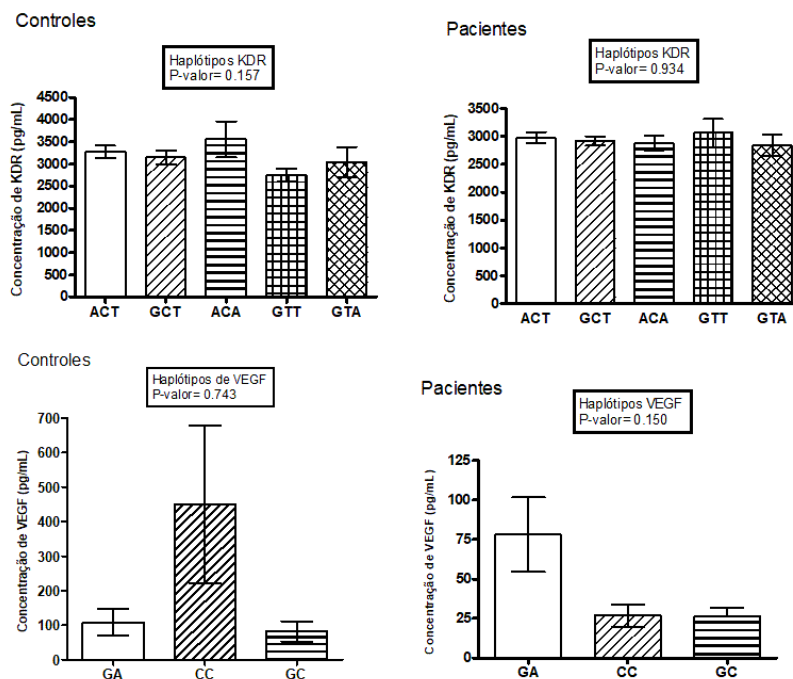 Controles
Haplótipos KDR
P-valor= 0.157
Concentração de KDR (pg/mL)
4500
4000
3500
3000
2500
2000
1500
1000
500
0
ACT GCT ACA GTT GTA
Pacientes
Haplótipos KDR
P-valor= 0.934
Concentração de KDR (pg/mL)
3500
3000
2500
2000
1500
1000
500
0
ACT GCT ACA GTT GTA
Controles
Haplótipos de VEGF
P-valor= 0.743
Concentração de VEGF (pg/mL)
700
600
500
400
300
200
100
0
GA CC GC
Pacientes
Haplótipos VEGF
P-valor= 0.150
Concentração de VEGF (pg/mL)
125
100
75
50
25
0
GA CC GC